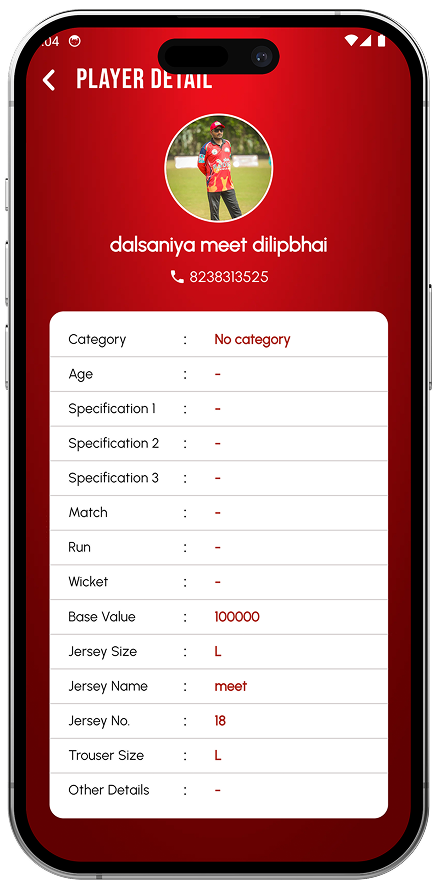 :04
PLAYER DETAIL
dalsaniya meet dilipbhai
8238313525
Category : No category
Age : -
Specification 1 : -
Specification 2 : -
Specification 3 : -
Match : -
Run : -
Wicket : -
Base Value : 100000
Jersey Size : L
Jersey Name : meet
Jersey No. : 18
Trouser Size : L
Other Details : -